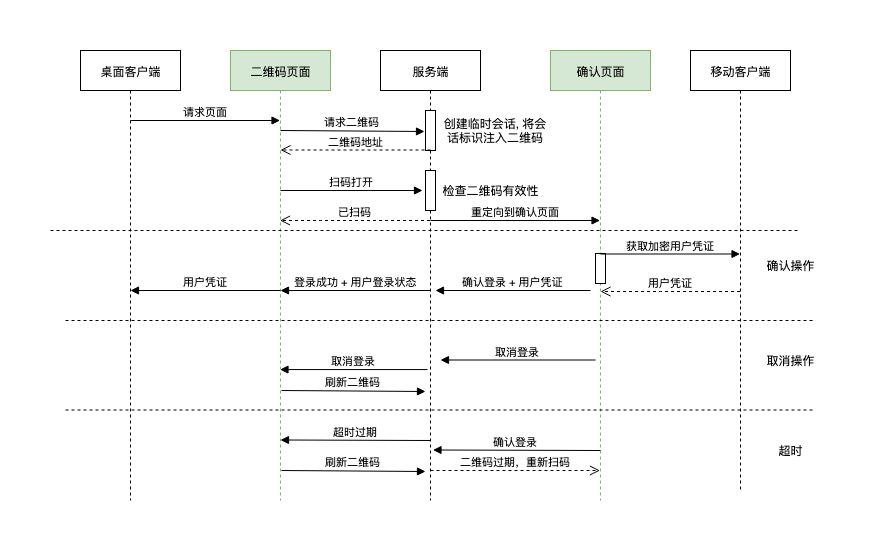 桌面客户端
二维码页面
服务端
确认页面
移动客户端
请求页面
请求二维码
创建临时会话, 将会
话标识注入二维码
二维码地址
扫码打开
检查二维码有效性
已扫码
重定向到确认页面
获取加密用户凭证
确认操作
用户凭证
登录成功 + 用户登录状态
确认登录 + 用户凭证
用户凭证
取消登录
取消登录
取消操作
刷新二维码
超时过期
确认登录
超时
刷新二维码
二维码过期，重新扫码